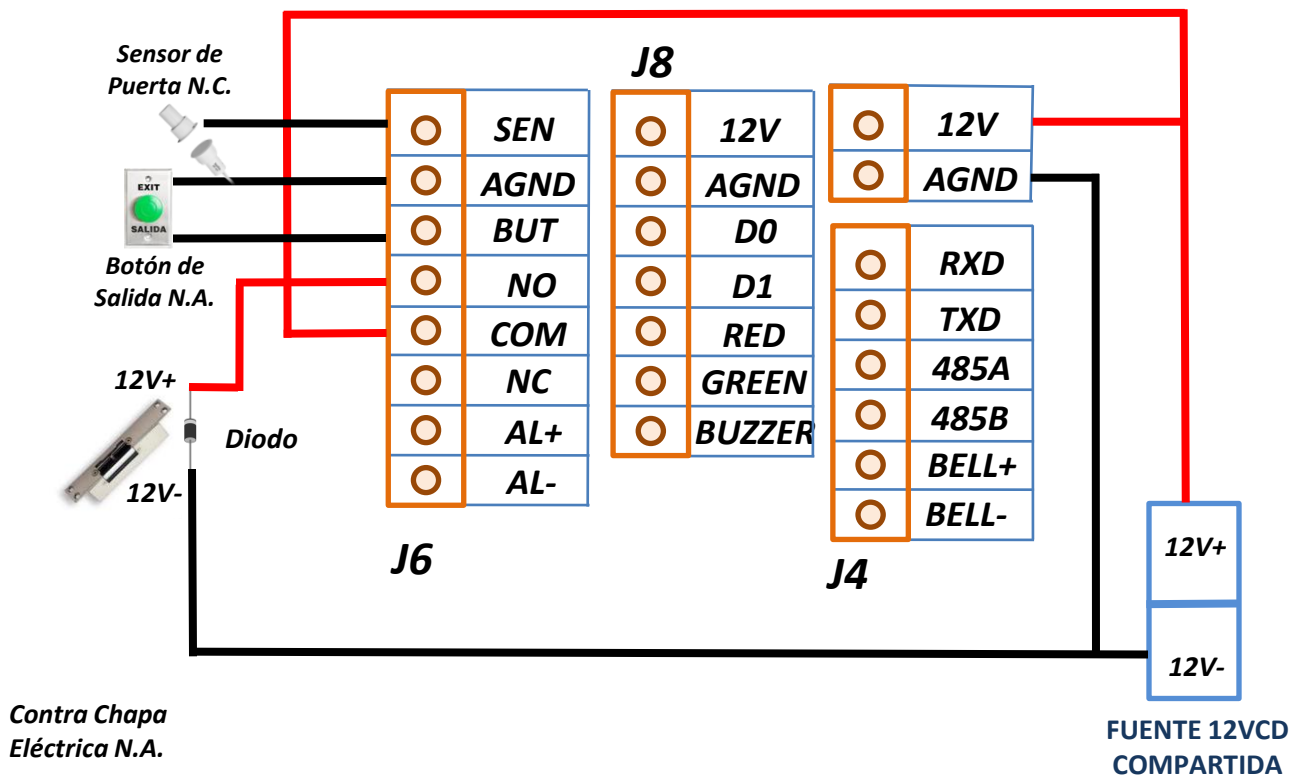 Sensor de
Puerta N.C.
EXIT
SALIDA
Botón de
Salida N.A.
12V+
Diodo
12V-
Contra Chapa
Eléctrica N.A.
SEN
AGND
BUT
NO
COM
NC
AL+
AL-
J6
J8
12V
AGND
D0
D1
RED
GREEN
BUZZER
12V
AGND
RXD
TXD
485A
485B
BELL+
BELL-
J4
12V+
12V-
FUENTE 12VCD
COMPARTIDA